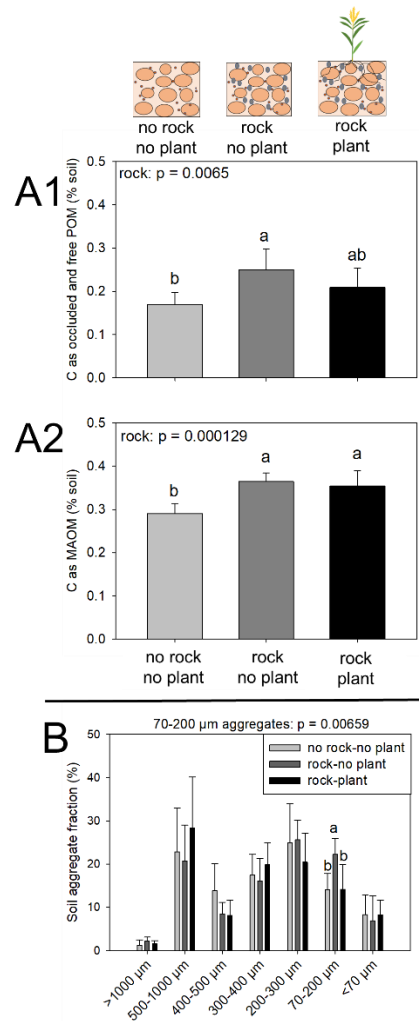 no rock
no plant
rock
no plant
rock
plant
A1
C as occluded and free POM (% soil)
0.5
0.4
0.3
0.2
0.1
0.0
rock: p = 0.0065
b
a
ab
A2
C as MAOM (% soil)
0.5
0.4
0.3
0.2
0.1
0.0
rock: p = 0.000129
b
a
a
no rock
no plant
rock
no plant
rock
plant
B
70-200 µm aggregates: p = 0.00659
Soil aggregate fraction (%)
50
40
30
20
10
0
no rock-no plant
rock-no plant
rock-plant
b
a
b
>1000 µm
500-1000 µm
400-500 µm
300-400 µm
200-300 µm
70-200 µm
<70 µm